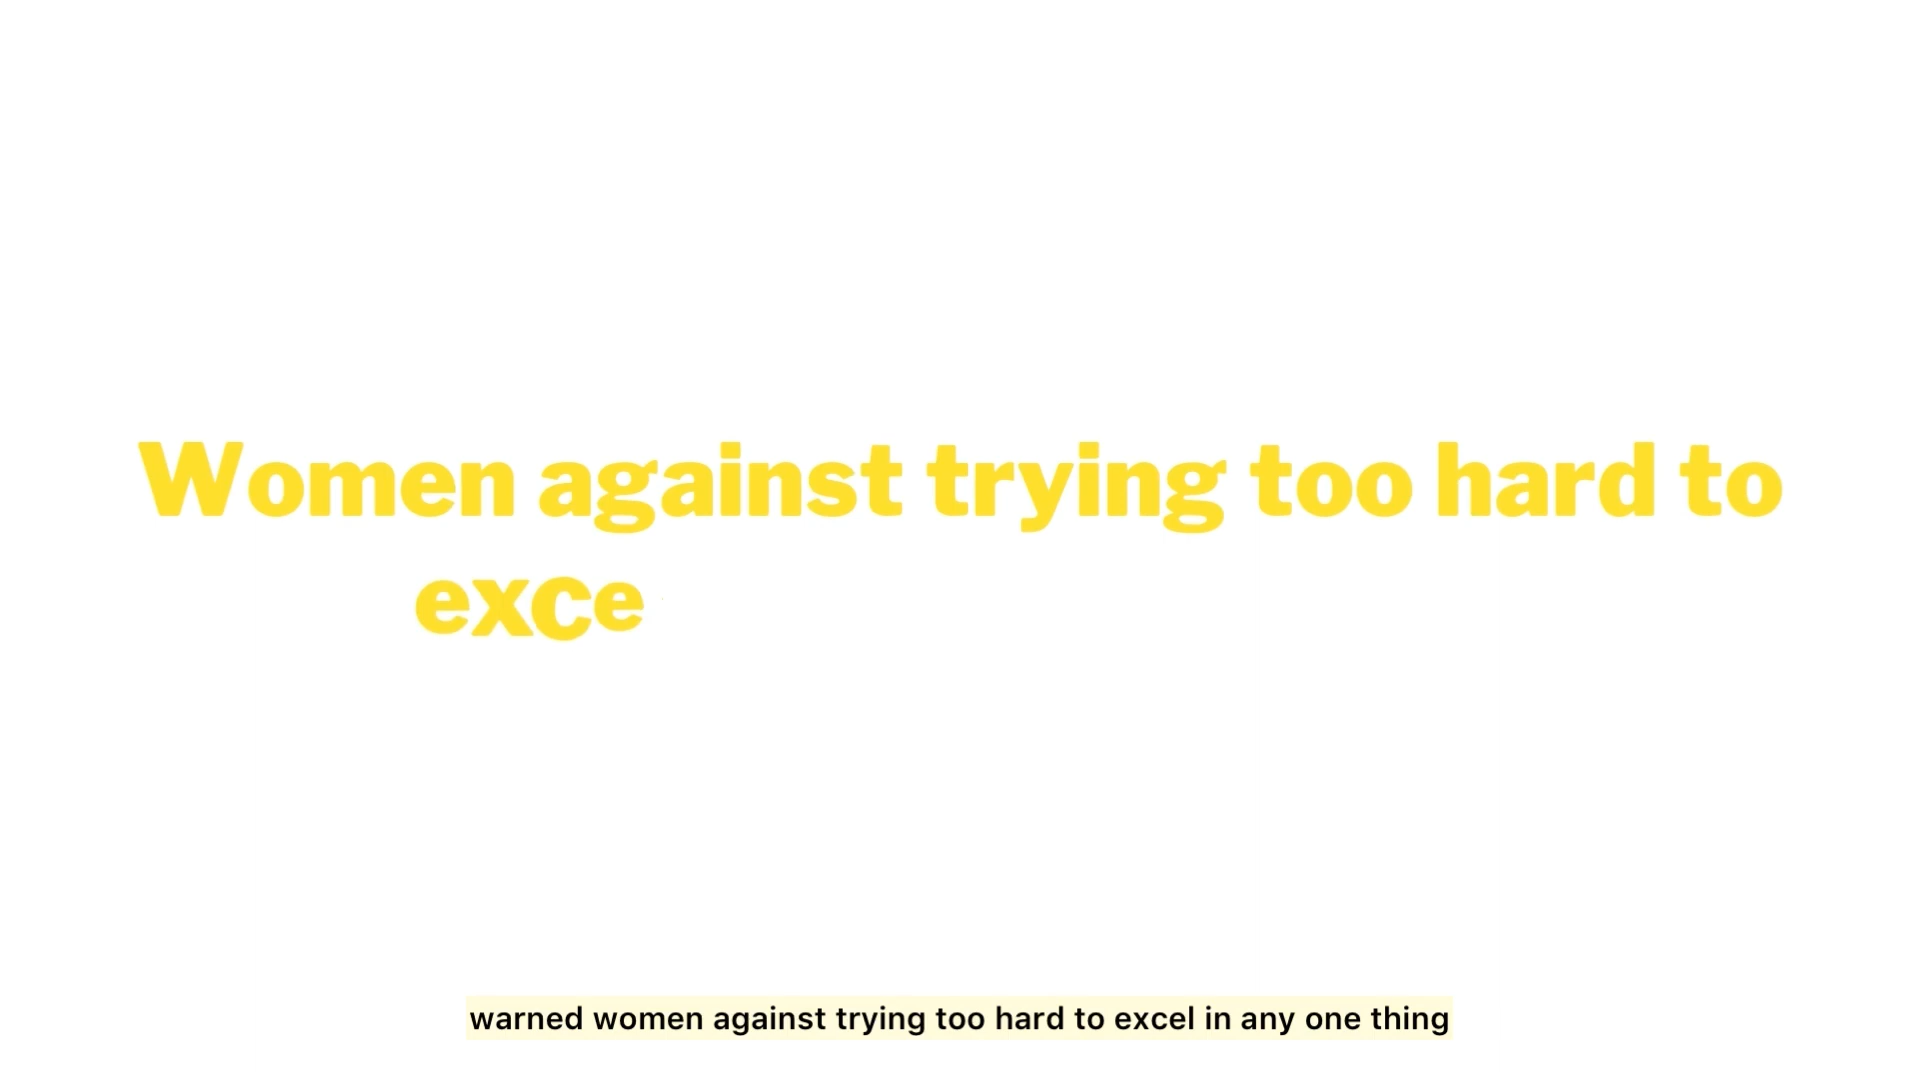 Women against trying too hard to
exce
warned women against trying too hard to excel in any one thing